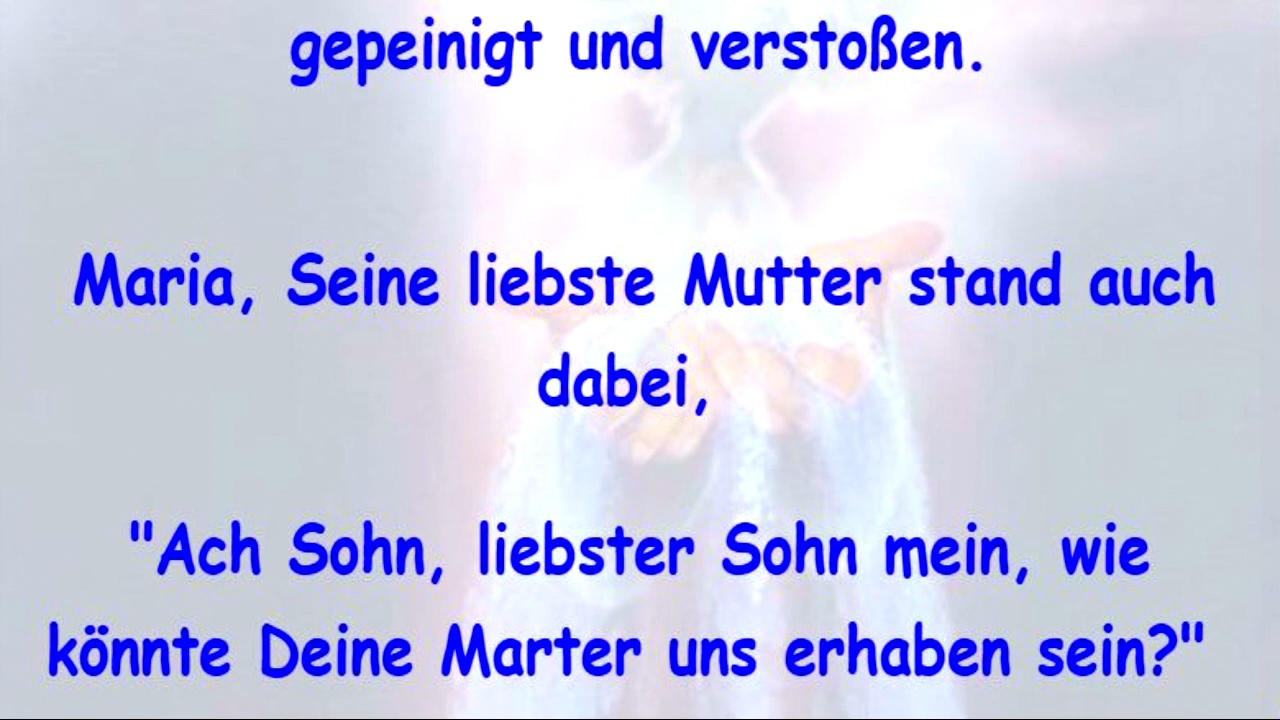 gepeinigt und verstoßen.
Maria, Seine liebste Mutter stand auch
dabei,
"Ach Sohn, liebster Sohn mein, wie
könnte Deine Marter uns erhaben sein?"